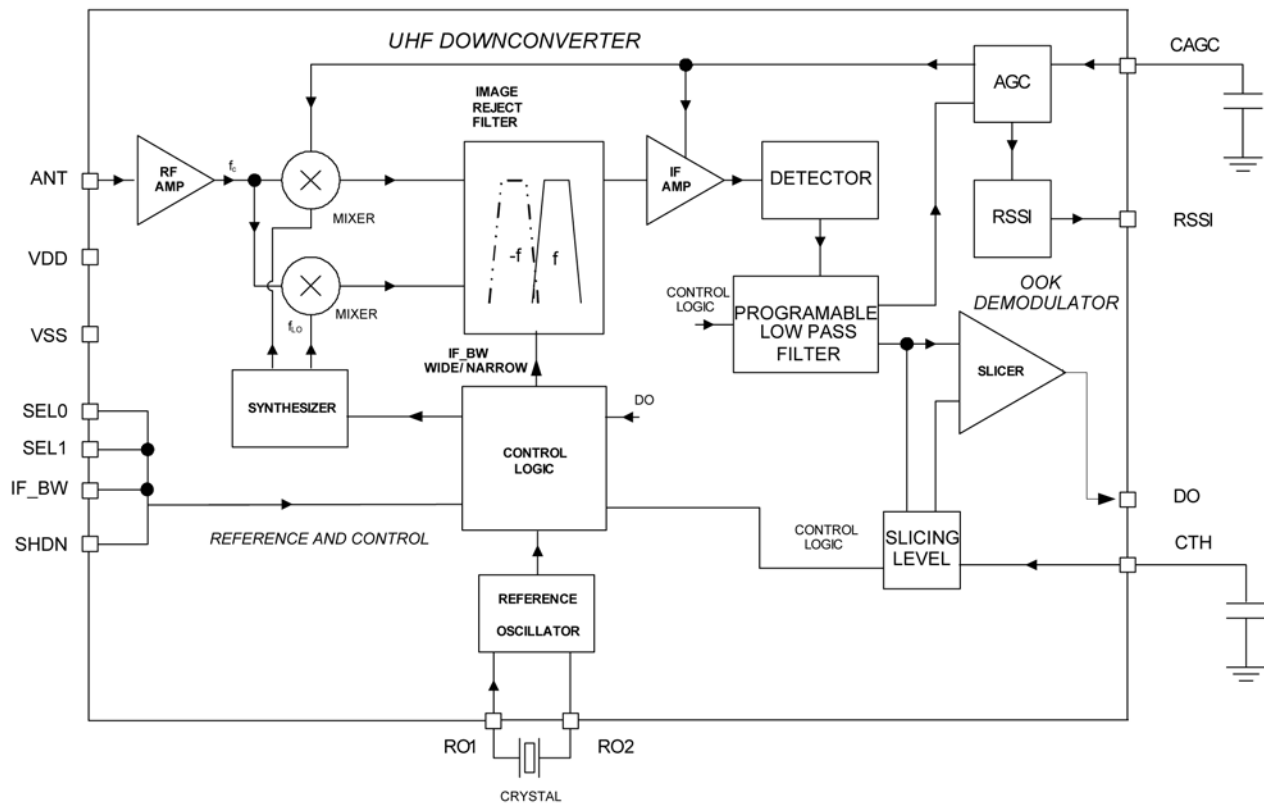 UHF DOWNCONVERTER
CAGC
AGC
IMAGE
REJECT
FILTER
RF
AMP
fc
ANT
MIXER
IF
AMP
DETECTOR
RSSI
RSSI
-f
f
VDD
MIXER
OOK
DEMODULATOR
CONTROL
LOGIC
PROGRAMABLE
LOW PASS
FILTER
VSS
fLO
IF_BW
WIDE/ NARROW
SLICER
SEL0
SYNTHESIZER
DO
SEL1
CONTROL
LOGIC
IF_BW
DO
SHDN
REFERENCE AND CONTROL
CONTROL
LOGIC
SLICING
LEVEL
CTH
REFERENCE
OSCILLATOR
RO1
RO2
CRYSTAL